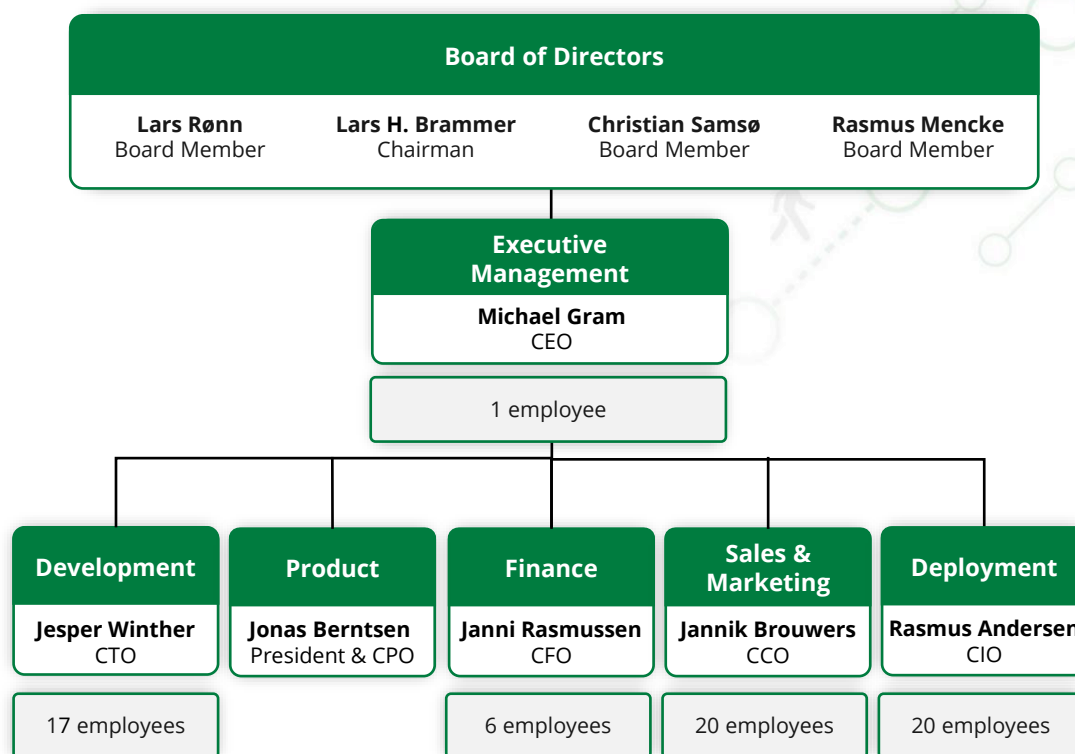 Board of Directors
Lars Rønn
Board Member
Lars H. Brammer
Chairman
Christian Samsø
Board Member
Rasmus Mencke
Board Member
Executive
Management
Michael Gram
CEO
1 employee
Development
Jesper Winther
CTO
17 employees
Product
Jonas Berntsen
President & CPO
Finance
Janni Rasmussen
CFO
6 employees
Sales &
Marketing
Jannik Brouwers
CCO
20 employees
Deployment
Rasmus Andersen
CIO
20 employees